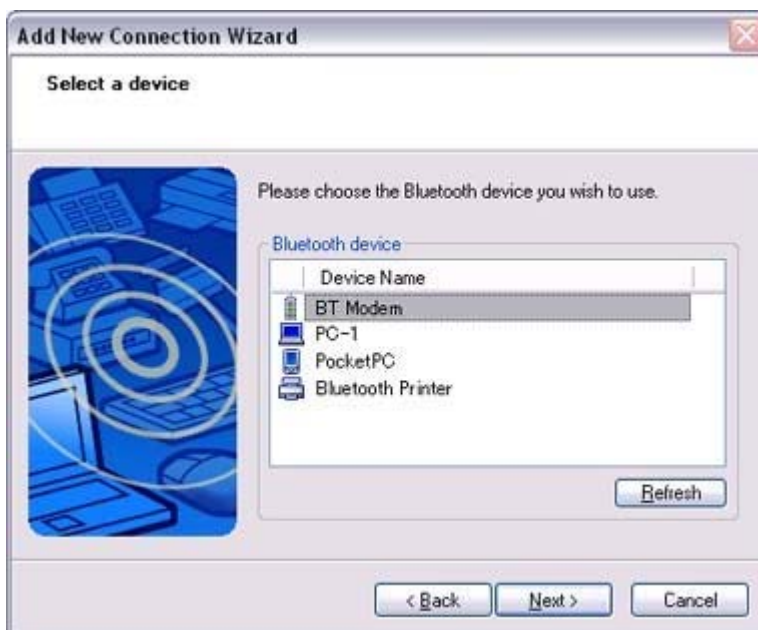 Add New Connection Wizard
Select a device
Please choose the Bluetooth device you wish to use.
Bluetooth device
Device Name
BT Modem
PC-1
PocketPC
Bluetooth Printer
Refresh
< Back Next > Cancel